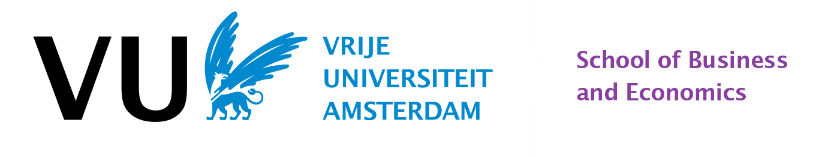 VU
VRIJE
UNIVERSITEIT
AMSTERDAM
School of Business
and Economics